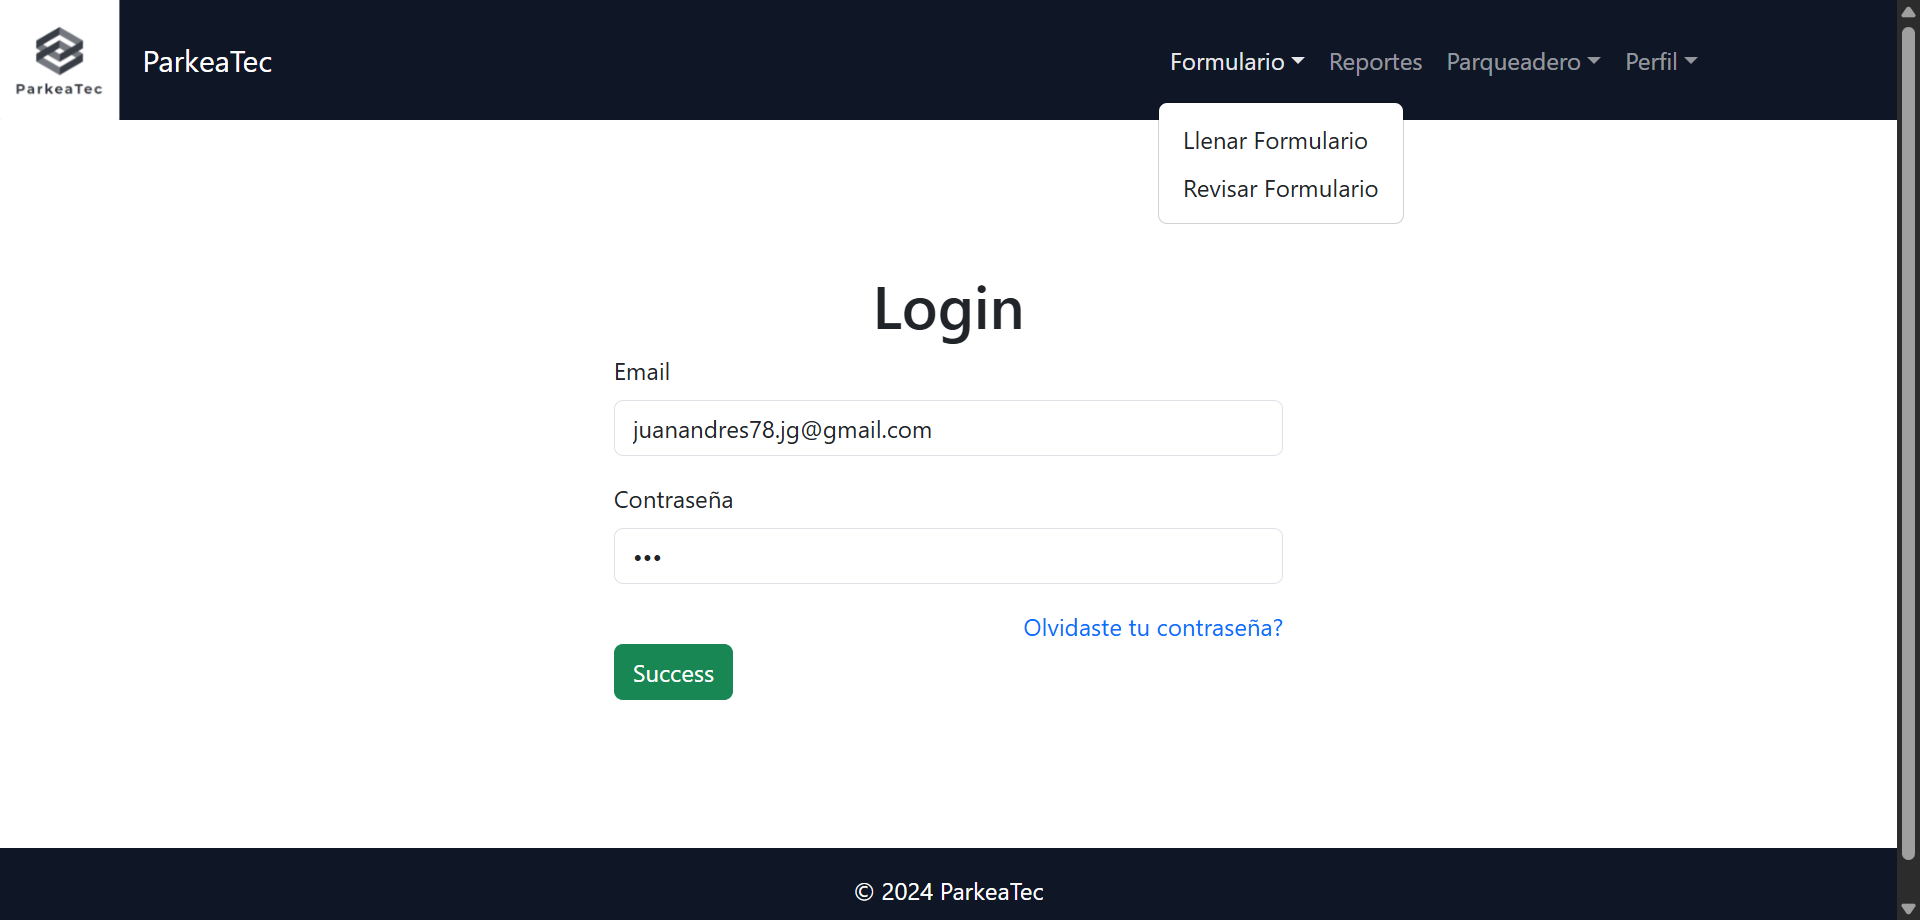 ParkeaTec
ParkeaTec
Formulario
Reportes
Parqueadero
Perfil
Llenar Formulario
Revisar Formulario
Login
Email
juanandres78.jg@gmail.com
Contraseña
•••
Olvidaste tu contraseña?
Success
© 2024 ParkeaTec